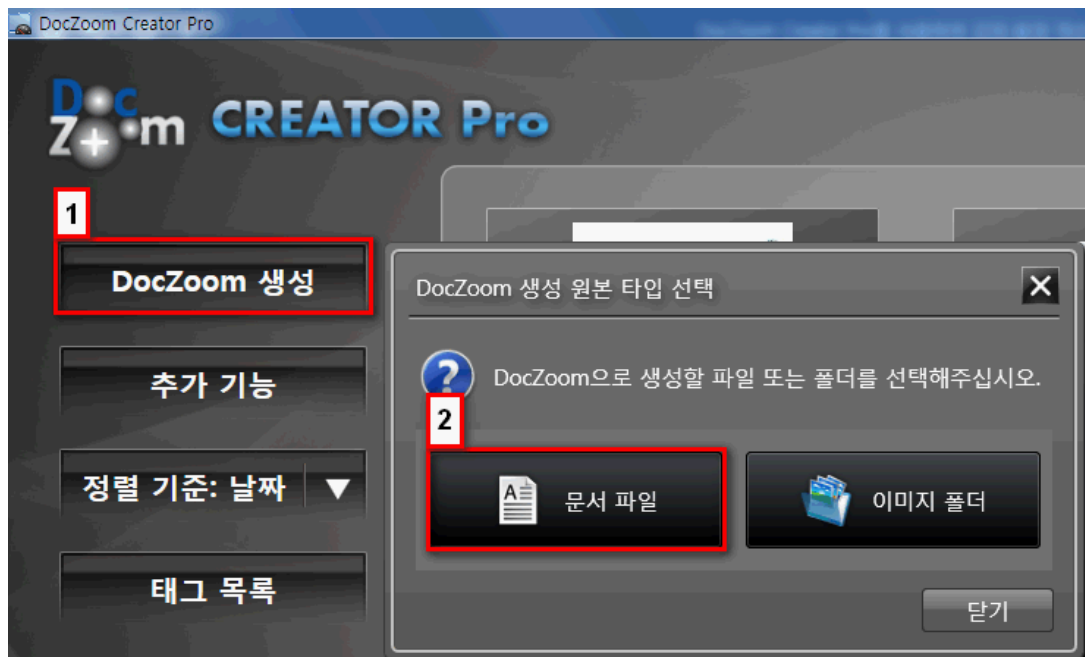 DocZoom Creator Pro
Doc
Zoom CREATOR Pro
1
DocZoom 생성
DocZoom 생성 원본 타입 선택
DocZoom으로 생성할 파일 또는 폴더를 선택해주십시오.
추가 기능
2
정렬 기준: 날짜
문서 파일
이미지 폴더
태그 목록
닫기